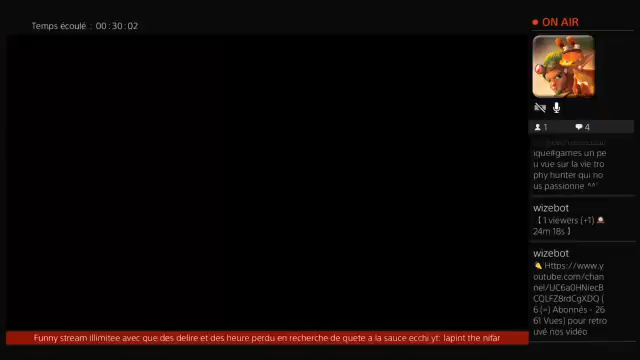 Temps écoulé : 00:30:02
ON AIR
1
4
ique#games un pe
u vue sur la vie tro
phy hunter qui no
us passionne ^^
wizebot
[ 1 viewers (+1)
24m 18s ]
wizebot
Https://www.y
outube.com/chan
nel/UC6a0HNiecB
CQLFZ8rdCgXDQ (
6 (=) Abonnés - 26
61 Vues) pour retro
uvé nos vidéo
Funny stream illimitee avec que des delire et des heure perdu en recherche de quete a la sauce ecchi yt: lapint the nifar